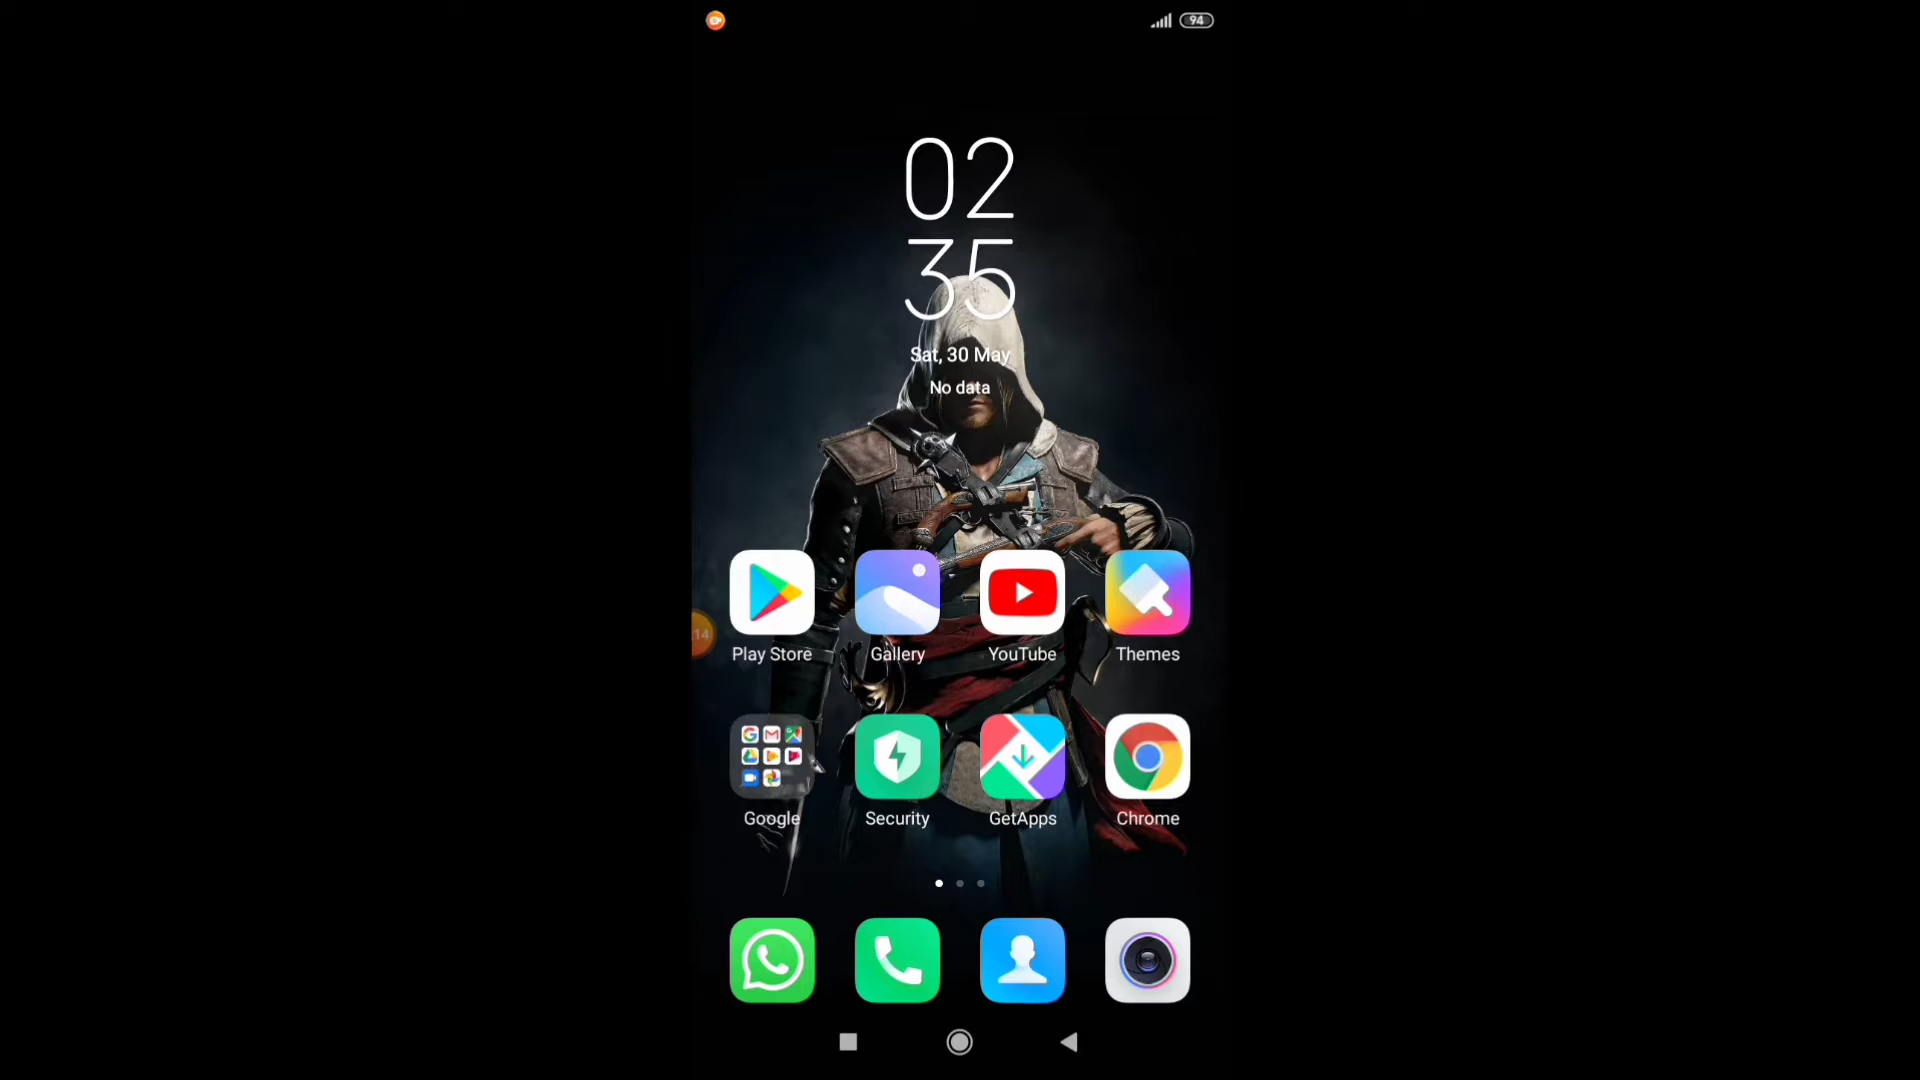 94
02
35
Sat, 30 May
No data
14
Play Store
Gallery
YouTube
Themes
Google
Security
GetApps
Chrome